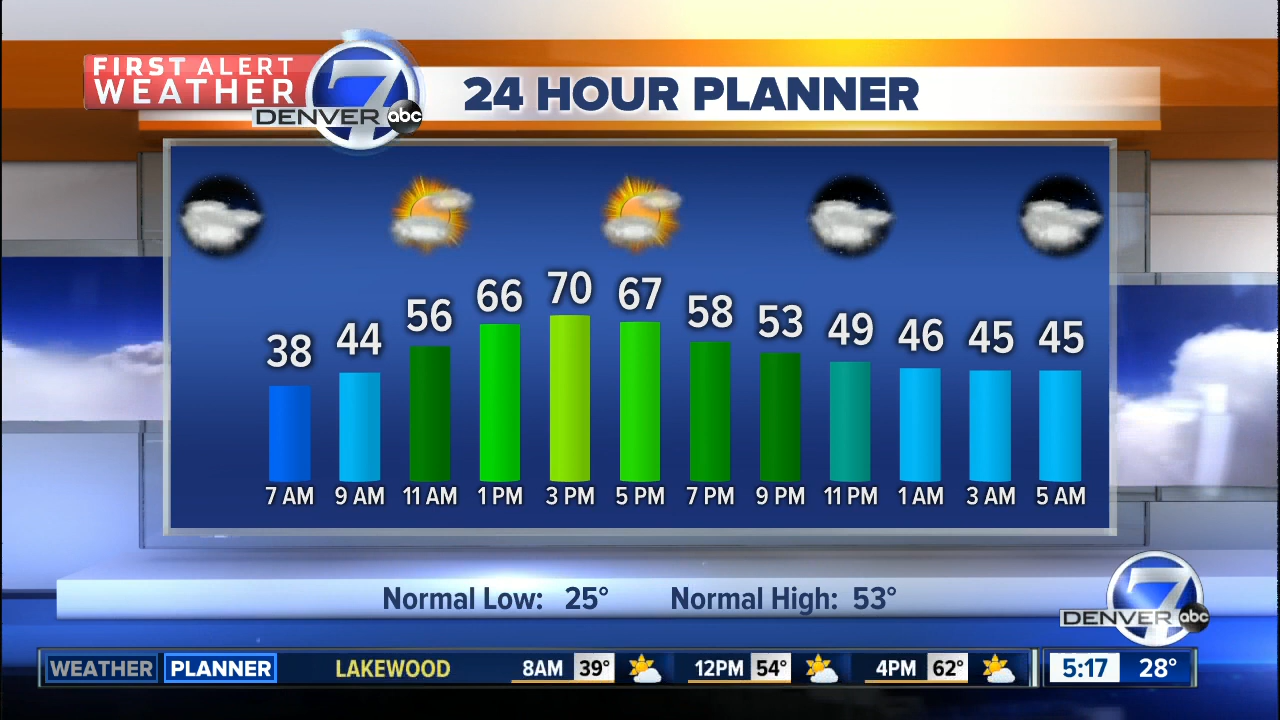 FIRST ALERT
WEATHER
7
DENVER abc
24 HOUR PLANNER
38 44 56 66 70 67 58 53 49 46 45 45
7 AM 9 AM 11 AM 1 PM 3 PM 5 PM 7 PM 9 PM 11 PM 1 AM 3 AM 5 AM
Normal Low: 25° Normal High: 53°
7
DENVER abc
WEATHER PLANNER LAKEWOOD 8AM 39° 12PM 54° 4PM 62° 5:17 28°